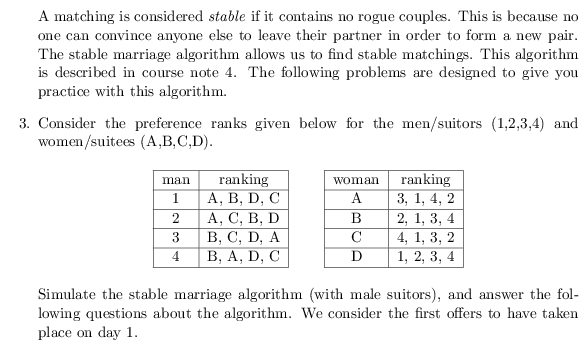 A matching is considered stable if it contains no rogue couples. This is because no
one can convince anyone else to leave their partner in order to form a new pair.
The stable marriage algorithm allows us to find stable matchings. This algorithm
is described in course note 4. The following problems are designed to give you
practice with this algorithm.
3. Consider the preference ranks given below for the men/suitors (1,2,3,4) and
women/suitees (A,B,C,D).
man ranking
1 A, B, D, C
2 A, C, B, D
3 B, C, D, A
4 B, A, D, C
woman ranking
A 3, 1, 4, 2
B 2, 1, 3, 4
C 4, 1, 3, 2
D 1, 2, 3, 4
Simulate the stable marriage algorithm (with male suitors), and answer the fol-
lowing questions about the algorithm. We consider the first offers to have taken
place on day 1.